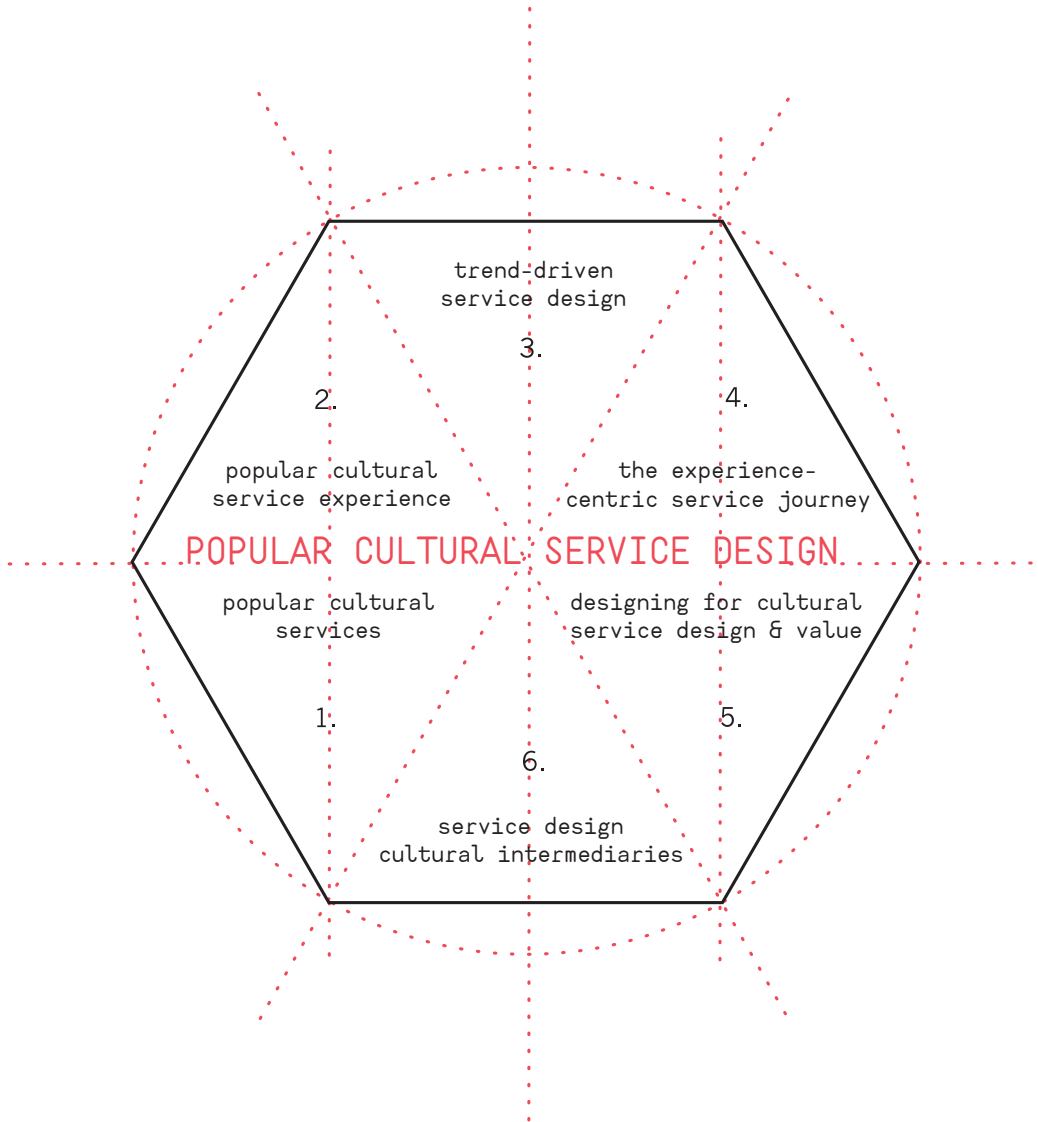 trend-driven
service design
3.
2.
4.
popular cultural
service experience
the experience-
centric service journey
POPULAR CULTURAL SERVICE DESIGN
popular cultural
services
designing for cultural
service design & value
1.
5.
6.
service design
cultural intermediaries